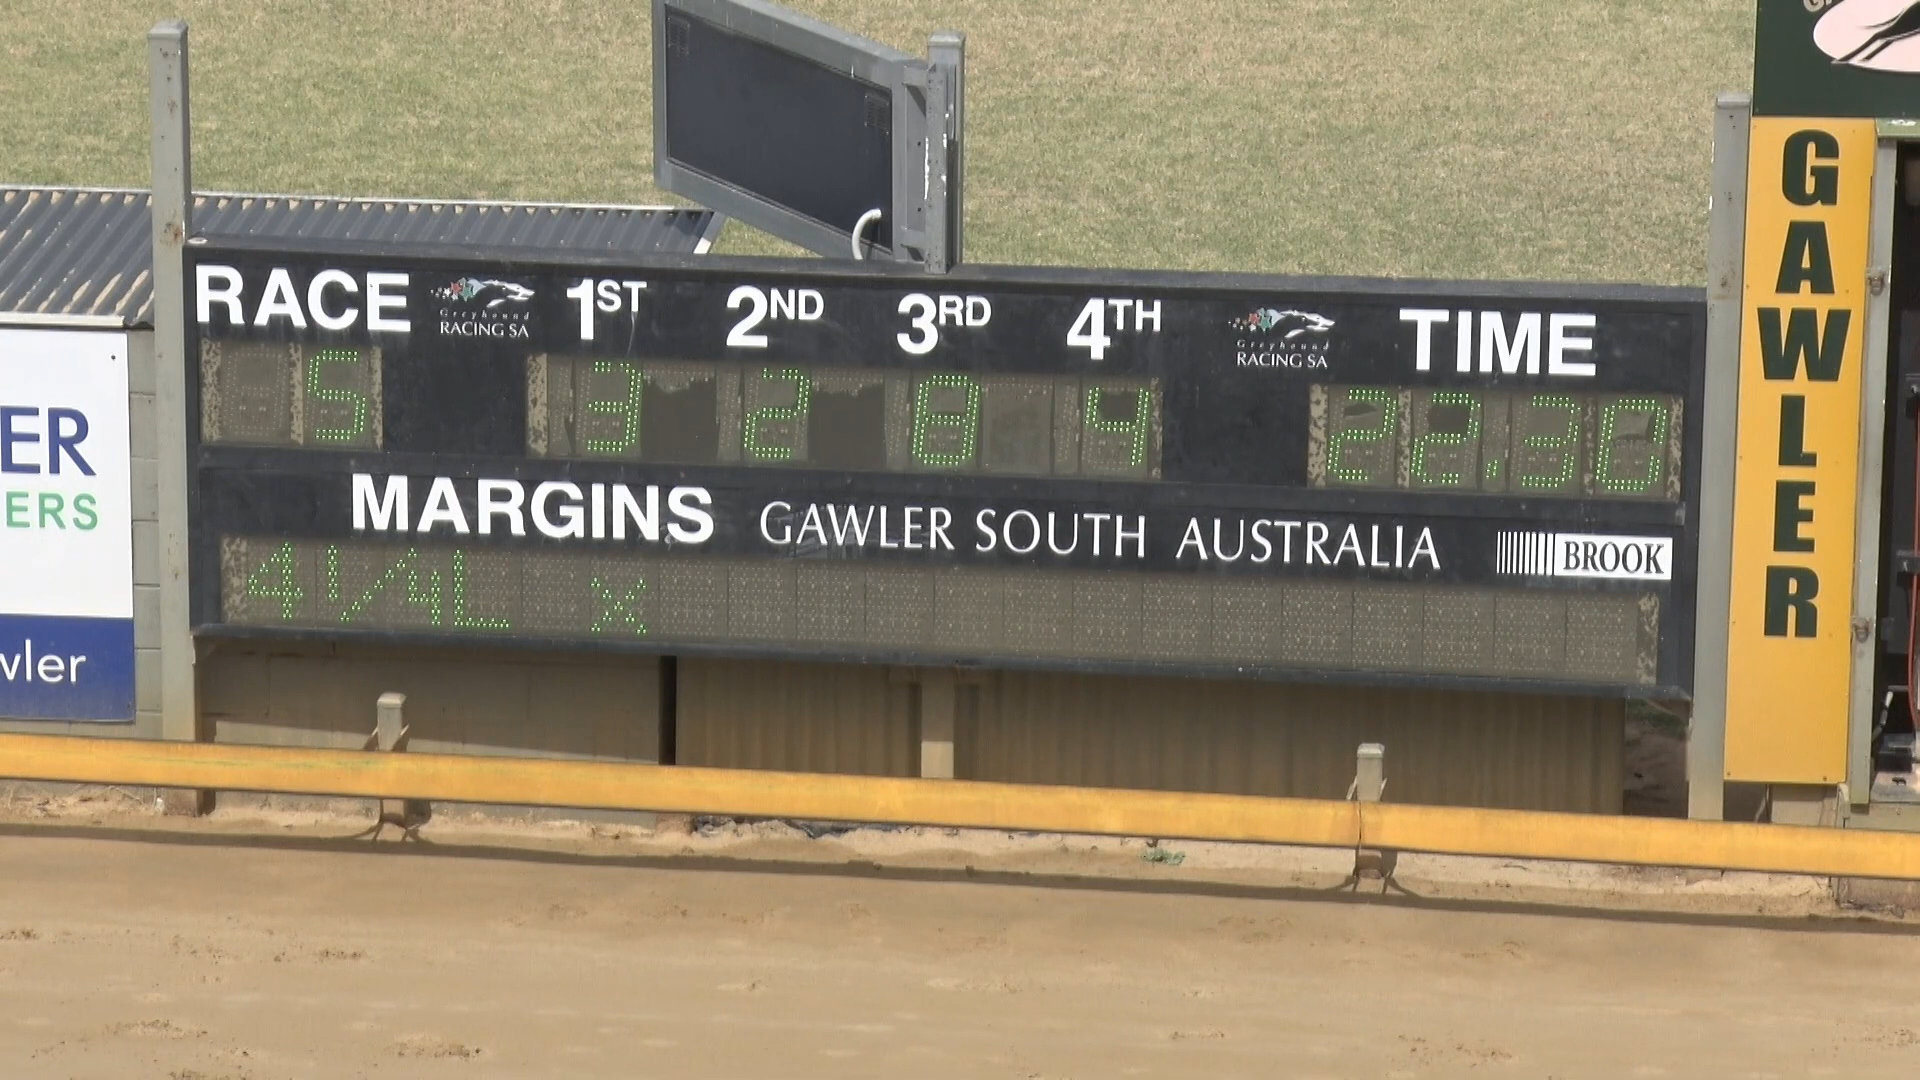 RACE 1ST 2ND 3RD 4TH TIME
Greyhound
RACING SA
Greyhound
RACING SA
5 3 2 8 4 22.30
MARGINS GAWLER SOUTH AUSTRALIA BROOK
4 1/4L X
GAWLER
ER
ERS
wler